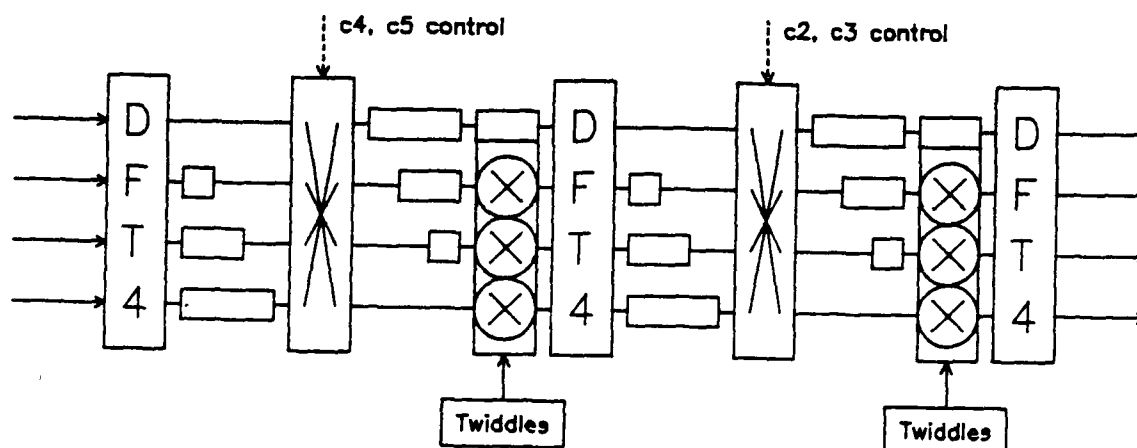 c4, c5 control
c2, c3 control
D
F
T
4
D
F
T
4
D
F
T
4
Twiddles
Twiddles